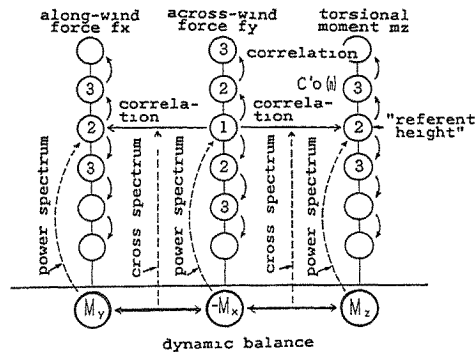 along-wind force fx
across-wind force fy
torsional moment mz
correlation
3
2
3
C'o(n)
correla-
tion
correla-
tion
2
1
2
"referent
height"
3
2
3
power spectrum
cross spectrum
power spectrum
cross spectrum
power spectrum
My
-Mx
Mz
dynamic balance